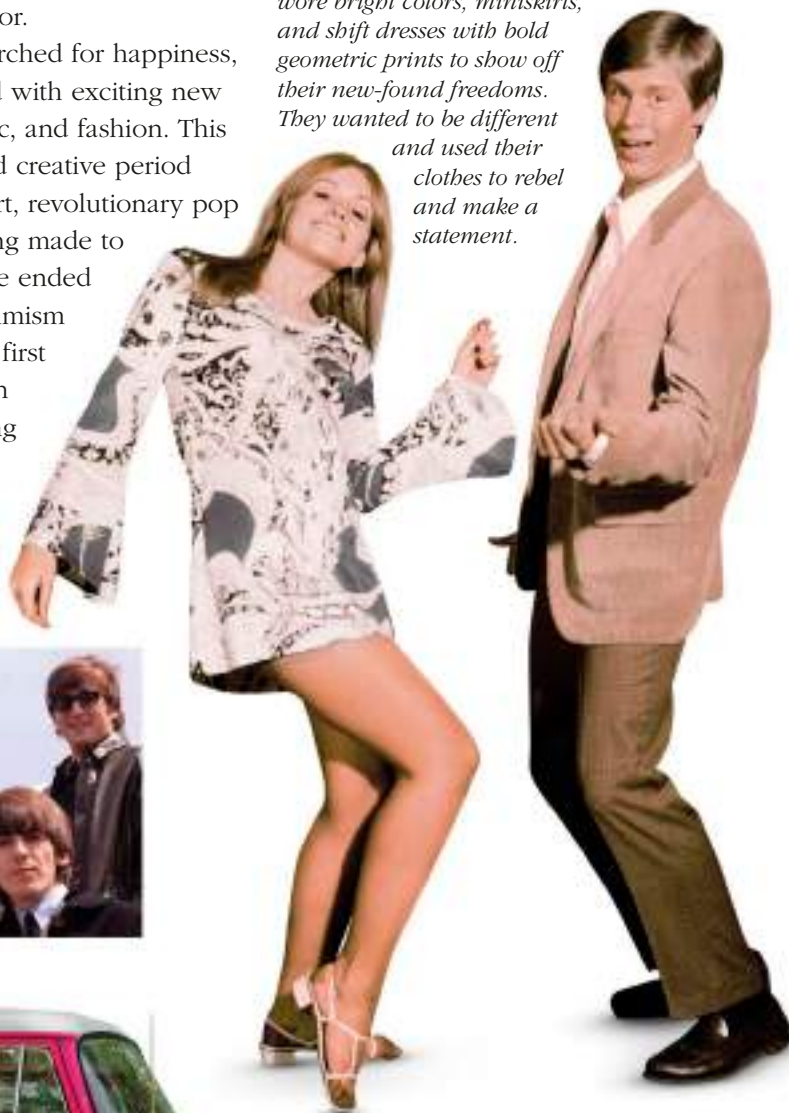 or.
rched for happiness,
with exciting new
c, and fashion. This
d creative period
rt, revolutionary pop
ng made to
e ended
mism
first
n
ng
wore bright colors, miniskirts,
and shift dresses with bold
geometric prints to show off
their new-found freedoms.
They wanted to be different
and used their
clothes to rebel
and make a
statement.